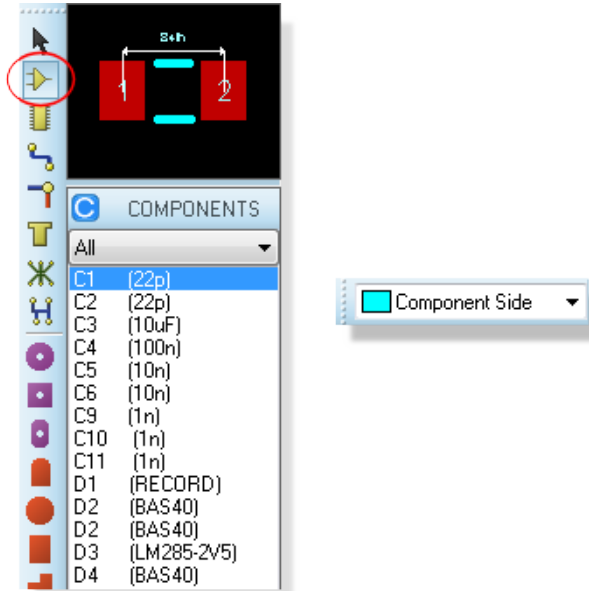 84th
1 2
C COMPONENTS
All
C1 (22p)
C2 (22p)
C3 (10uF)
C4 (100n)
C5 (10n)
C6 (10n)
C9 (1n)
C10 (1n)
C11 (1n)
D1 (RECORD)
D2 (BAS40)
D2 (BAS40)
D3 (LM285-2V5)
D4 (BAS40)
Component Side